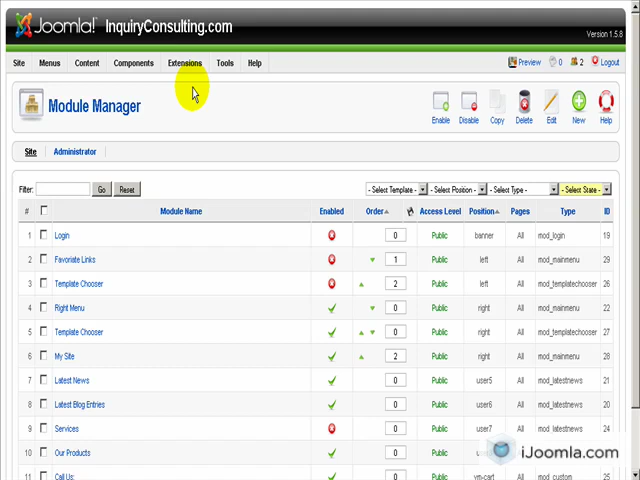 Joomla! InquiryConsulting.com
Version 1.5.8
Site Menus Content Components Extensions Tools Help Preview 0 2 Logout
Module Manager
Enable Disable Copy Delete Edit New Help
Site Administrator
Filter: Go Reset - Select Template - - Select Position - - Select Type - - Select State -
# Module Name Enabled Order Access Level Position Pages Type ID
1 Login 0 Public banner All mod_login 19
2 Favoriate Links 1 Public left All mod_mainmenu 29
3 Template Chooser 2 Public left All mod_templatechooser 26
4 Right Menu 0 Public right All mod_mainmenu 22
5 Template Chooser 0 Public right All mod_templatechooser 27
6 My Site 2 Public right All mod_mainmenu 28
7 Latest News 0 Public user5 All mod_latestnews 21
8 Latest Blog Entries 0 Public user6 All mod_latestnews 20
9 Services 0 Public user7 All mod_latestnews 24
10 Our Products 0 Public
11 Call Us: Public vm-cart All mod_custom 25
iJoomla.com